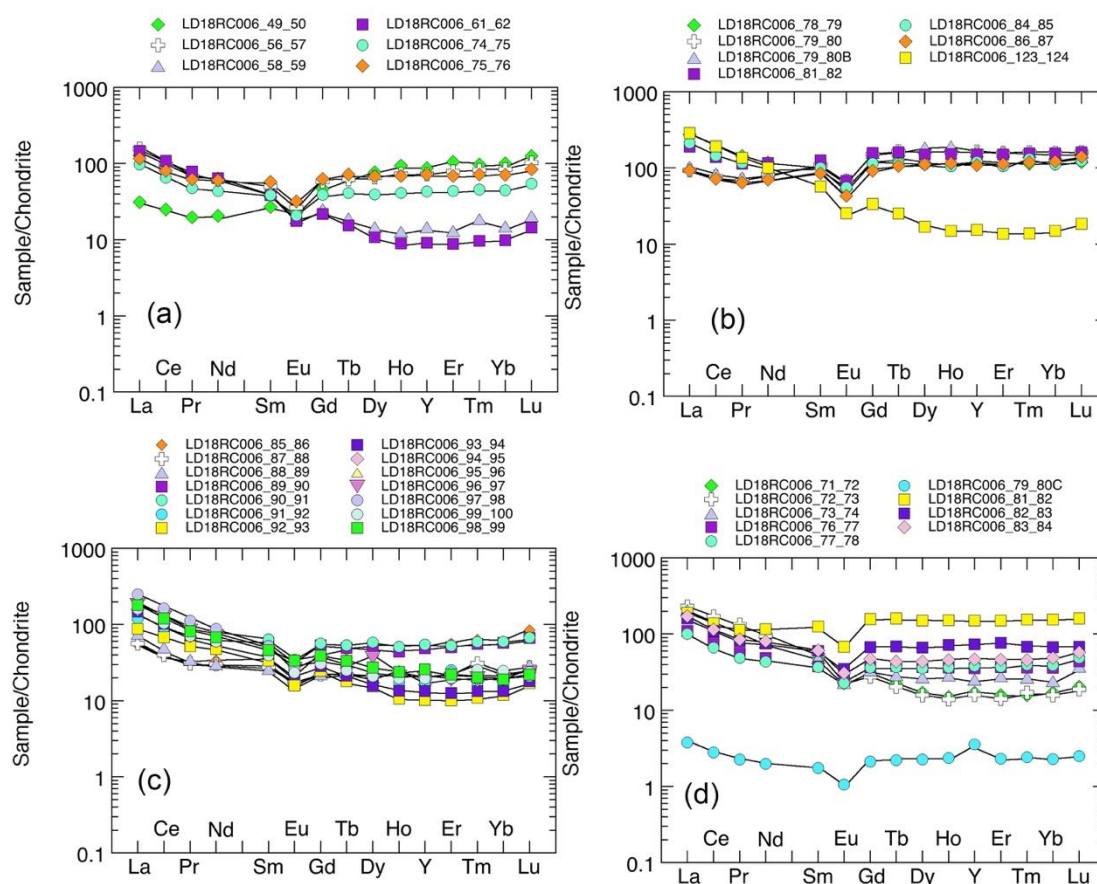 LD18RC006_49_50 LD18RC006_61_62
LD18RC006_56_57 LD18RC006_74_75
LD18RC006_58_59 LD18RC006_75_76
1000
100
10
1
0.1
Sample/Chondrite
(a)
Ce Nd Eu Tb Ho Er Yb
La Pr Sm Gd Dy Y Tm Lu
LD18RC006_78_79 LD18RC006_84_85
LD18RC006_79_80 LD18RC006_86_87
LD18RC006_79_80B LD18RC006_123_124
LD18RC006_81_82
1000
100
10
1
0.1
Sample/Chondrite
(b)
Ce Nd Eu Tb Ho Er Yb
La Pr Sm Gd Dy Y Tm Lu
LD18RC006_85_86 LD18RC006_93_94
LD18RC006_87_88 LD18RC006_94_95
LD18RC006_88_89 LD18RC006_95_96
LD18RC006_89_90 LD18RC006_96_97
LD18RC006_90_91 LD18RC006_97_98
LD18RC006_91_92 LD18RC006_99_100
LD18RC006_92_93 LD18RC006_98_99
1000
100
10
1
0.1
Sample/Chondrite
(c)
Ce Nd Eu Tb Ho Er Yb
La Pr Sm Gd Dy Y Tm Lu
LD18RC006_71_72 LD18RC006_79_80C
LD18RC006_72_73 LD18RC006_81_82
LD18RC006_73_74 LD18RC006_82_83
LD18RC006_76_77 LD18RC006_83_84
LD18RC006_77_78
1000
100
10
1
0.1
Sample/Chondrite
(d)
Ce Nd Eu Tb Ho Er Yb
La Pr Sm Gd Dy Y Tm Lu